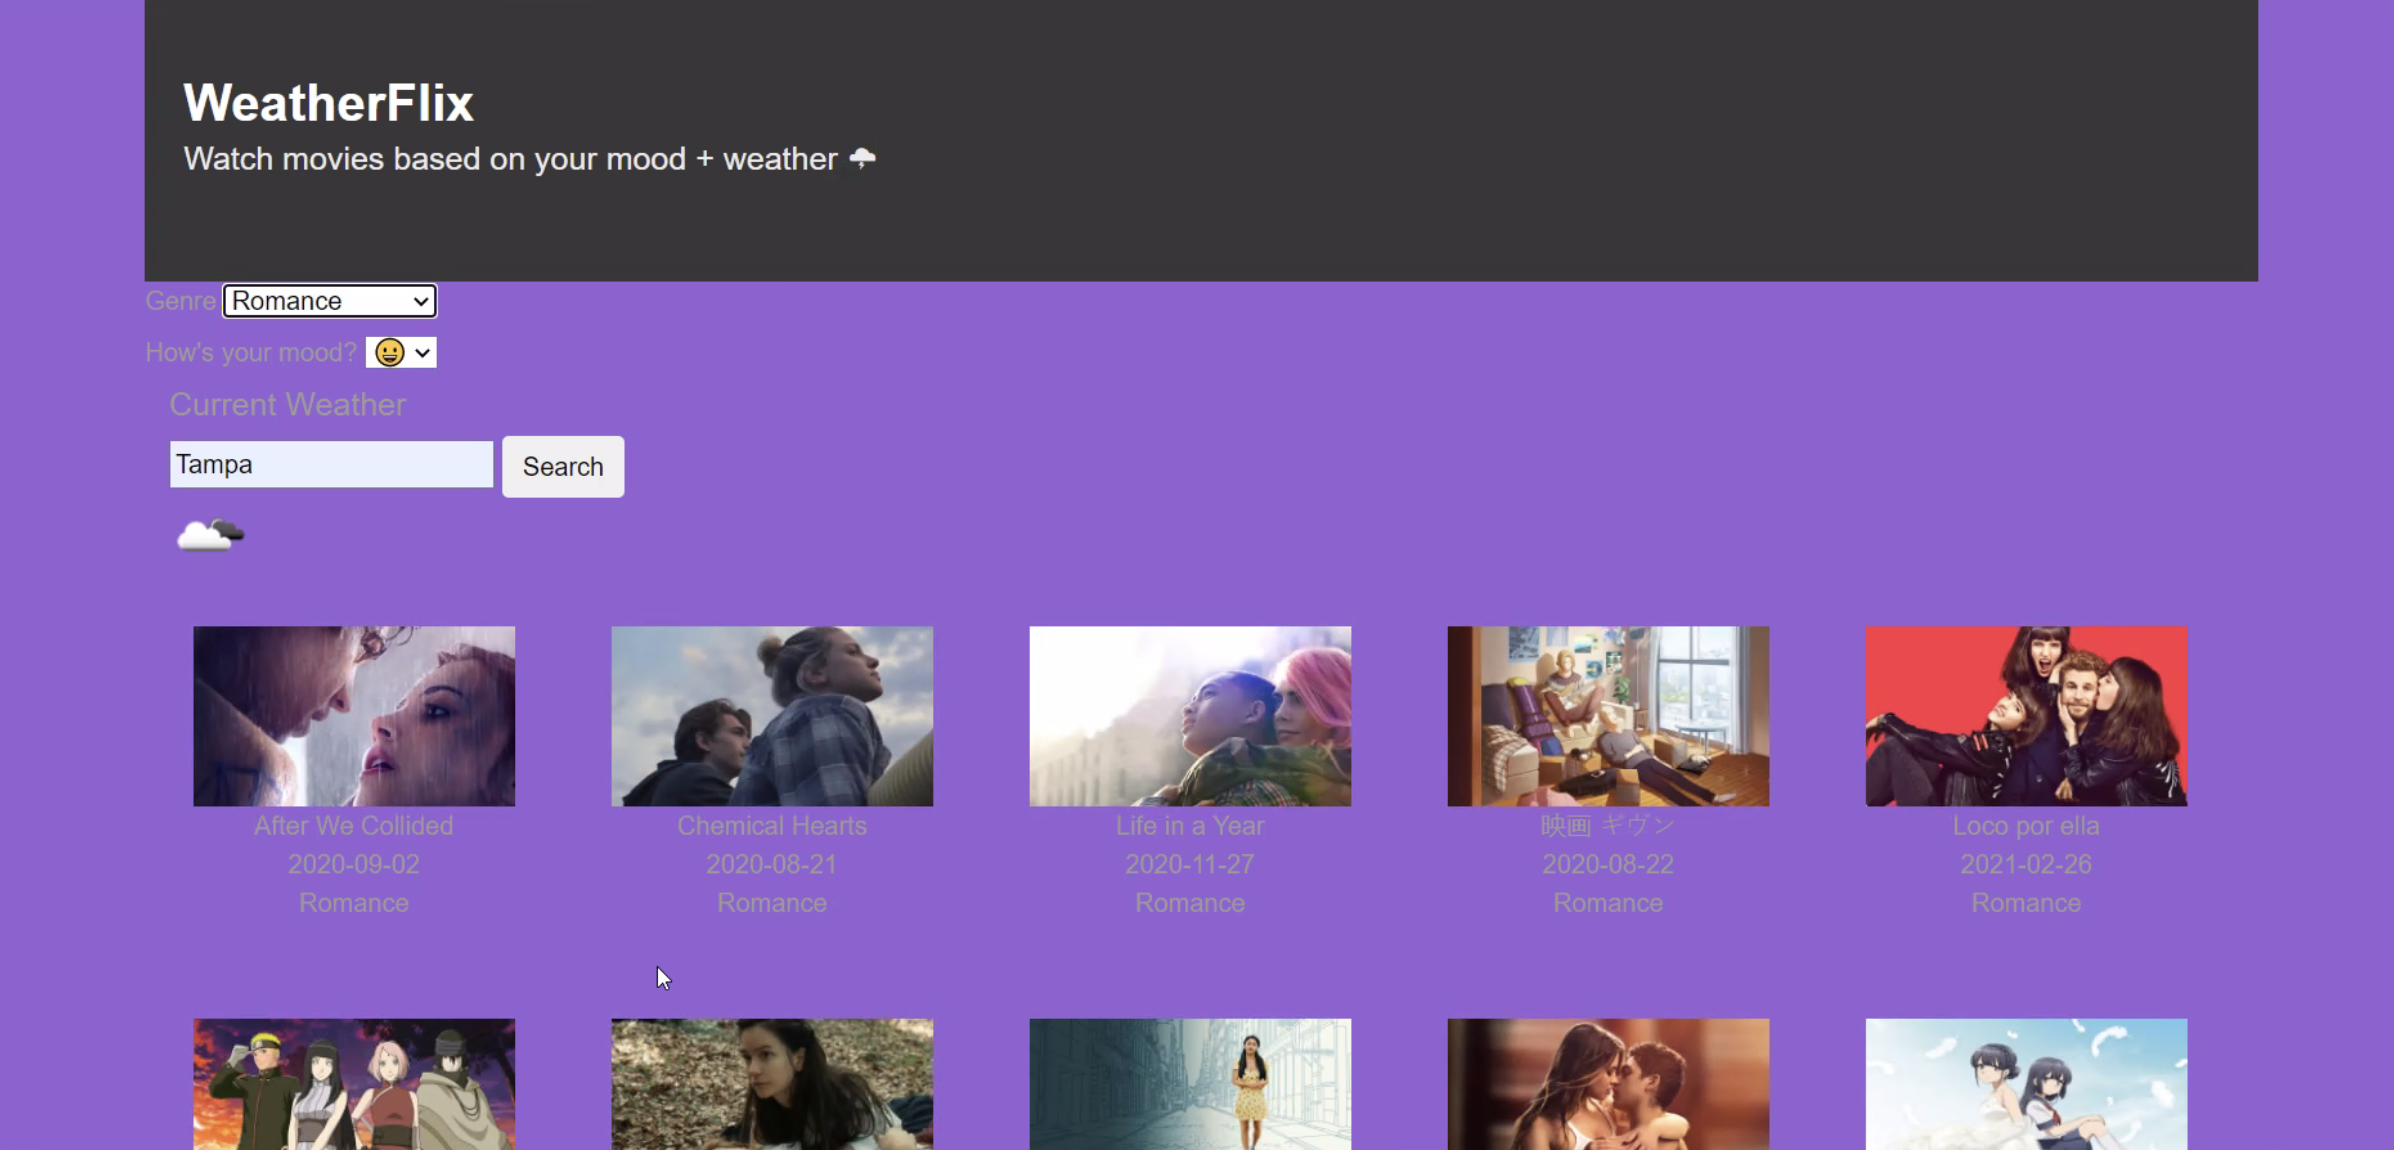 WeatherFlix
Watch movies based on your mood + weather 🌩
Genre Romance
How's your mood? 😀
Current Weather
Tampa Search
After We Collided
2020-09-02
Romance
Chemical Hearts
2020-08-21
Romance
Life in a Year
2020-11-27
Romance
映画 ギヴン
2020-08-22
Romance
Loco por ella
2021-02-26
Romance